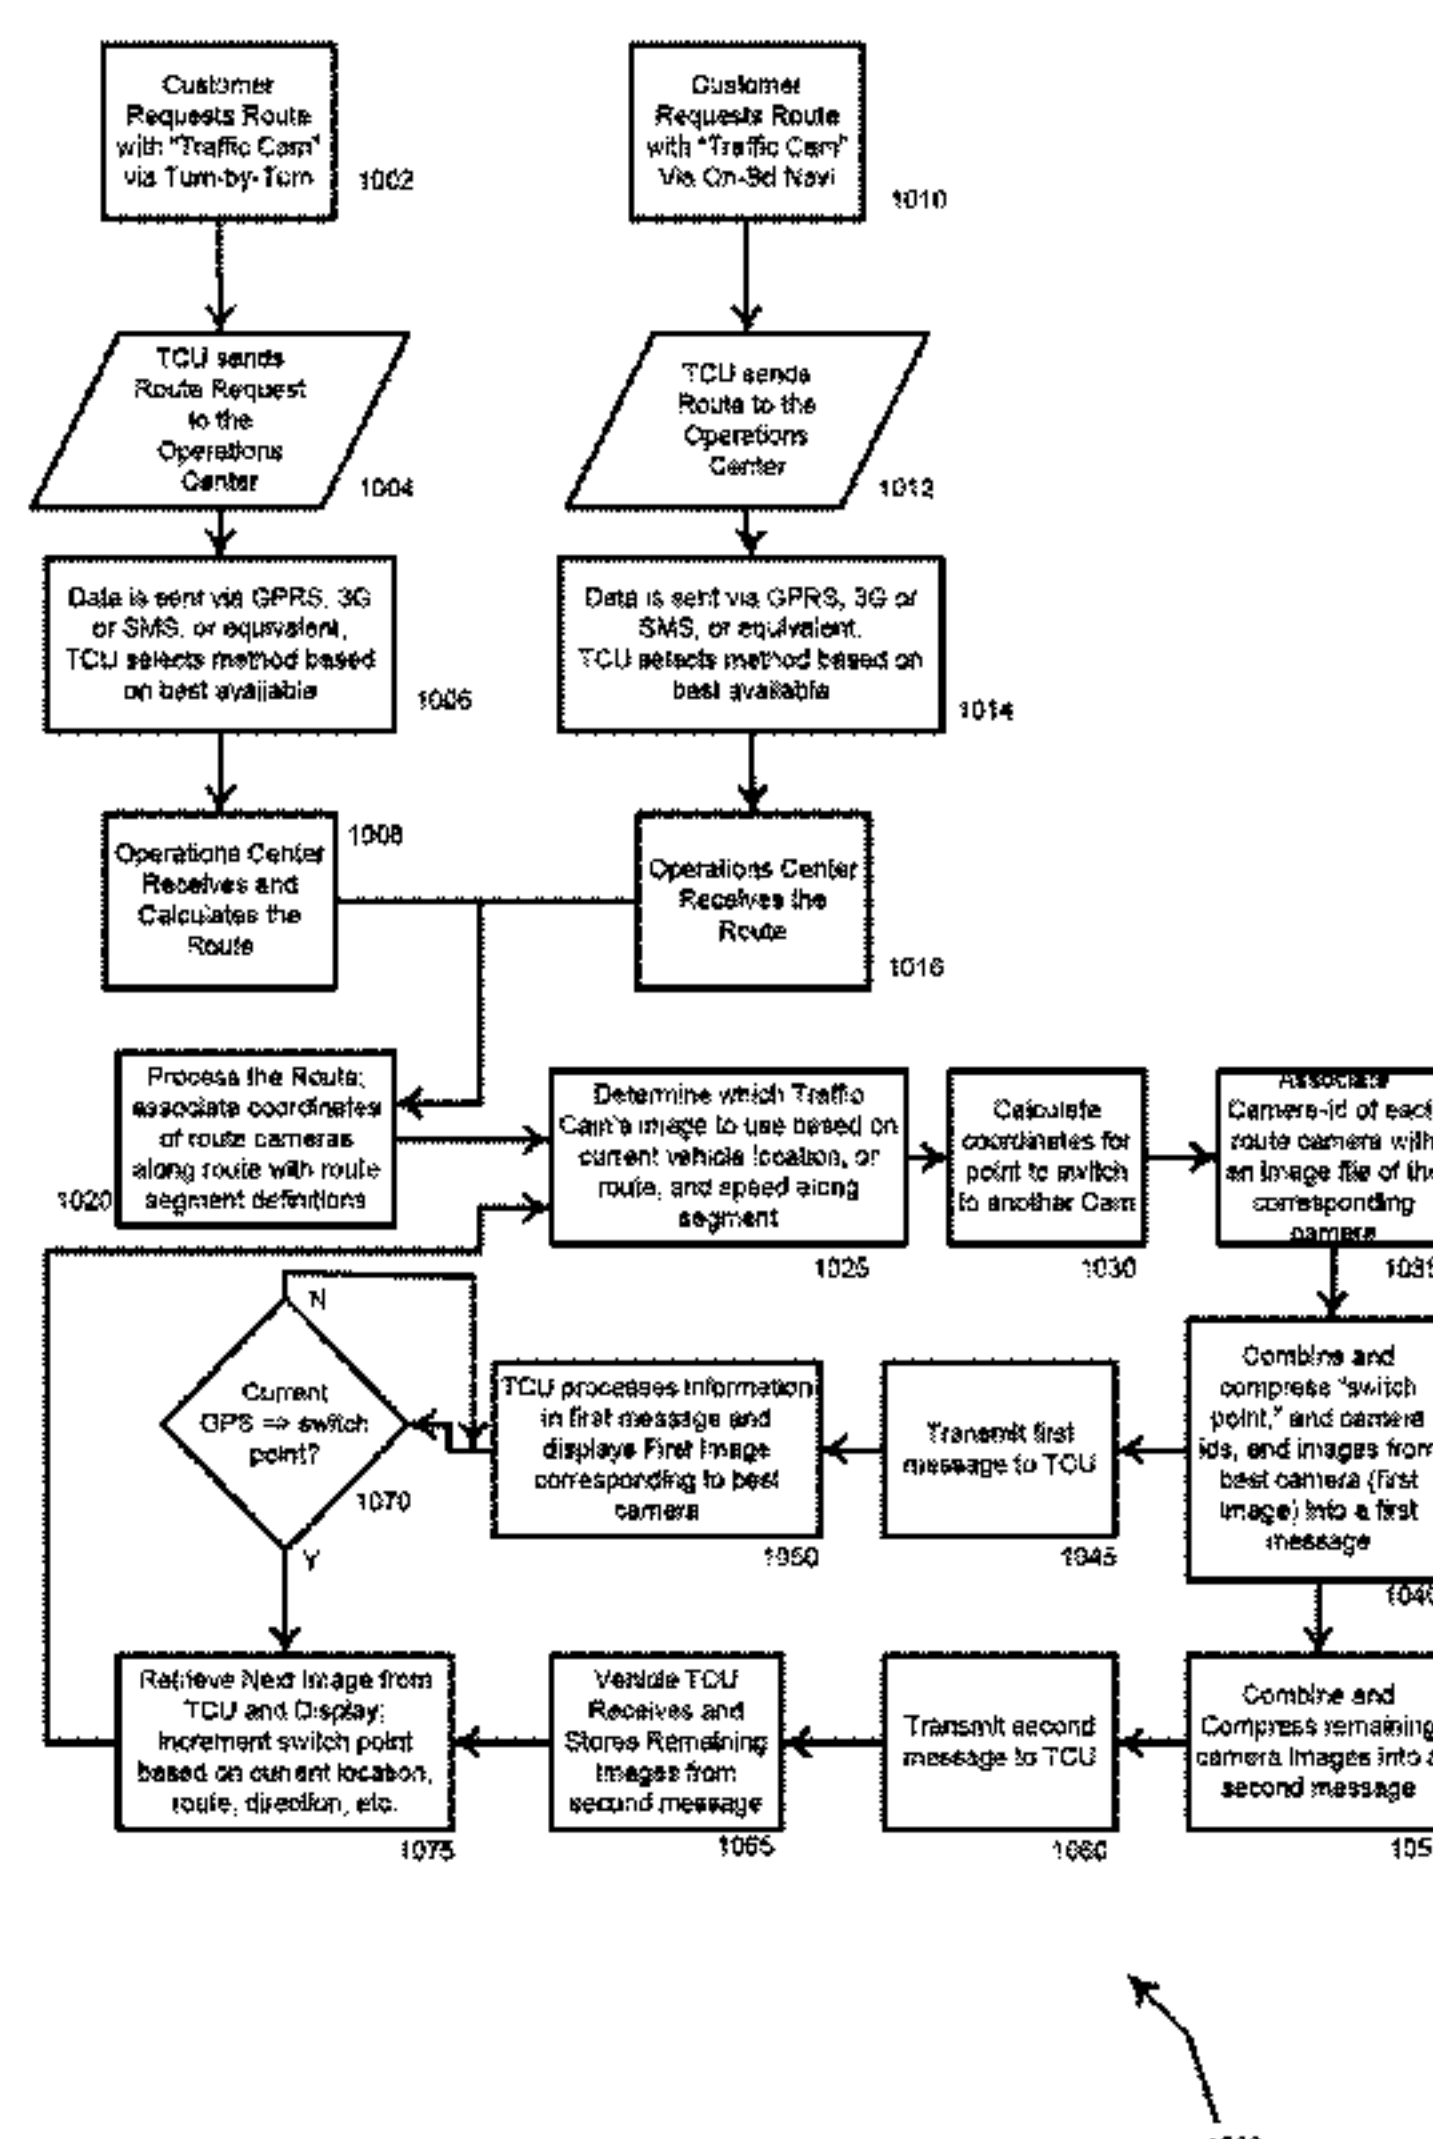 Customer
Requests Route
with "Traffic Cam"
via Turn-by-Turn
1002
Customer
Requests Route
with "Traffic Cam"
Via On-Bd Navi
1010
TCU sends
Route Request
to the
Operations
Center
1004
TCU sends
Route to the
Operations
Center
1012
Data is sent via GPRS, 3G
or SMS, or equivalent,
TCU selects method based
on best available
1006
Data is sent via GPRS, 3G or
SMS, or equivalent.
TCU selects method based on
best available
1014
Operations Center
Receives and
Calculates the
Route
1008
Operations Center
Receives the
Route
1016
Process the Route;
associate coordinates
of route cameras
along route with route
segment definitions
1020
Determine which Traffic
Cam's image to use based on
current vehicle location, or
route, and speed along
segment
1025
Calculate
coordinates for
point to switch
to another Cam
1030
Associate
Camera-id of each
route camera with
an image file of the
corresponding
camera
103
Combine and
compress "switch
point," and camera
ids, and images from
best camera (first
image) into a first
message
104
Transmit first
message to TCU
1045
TCU processes Information
in first message and
displays First Image
corresponding to best
camera
1050
N
Current
GPS => switch
point?
1070
Y
Retrieve Next Image from
TCU and Display;
Increment switch point
based on current location,
route, direction, etc.
1075
Vehicle TCU
Receives and
Stores Remaining
Images from
second message
1065
Transmit second
message to TCU
1060
Combine and
Compress remaining
camera Images into a
second message
105